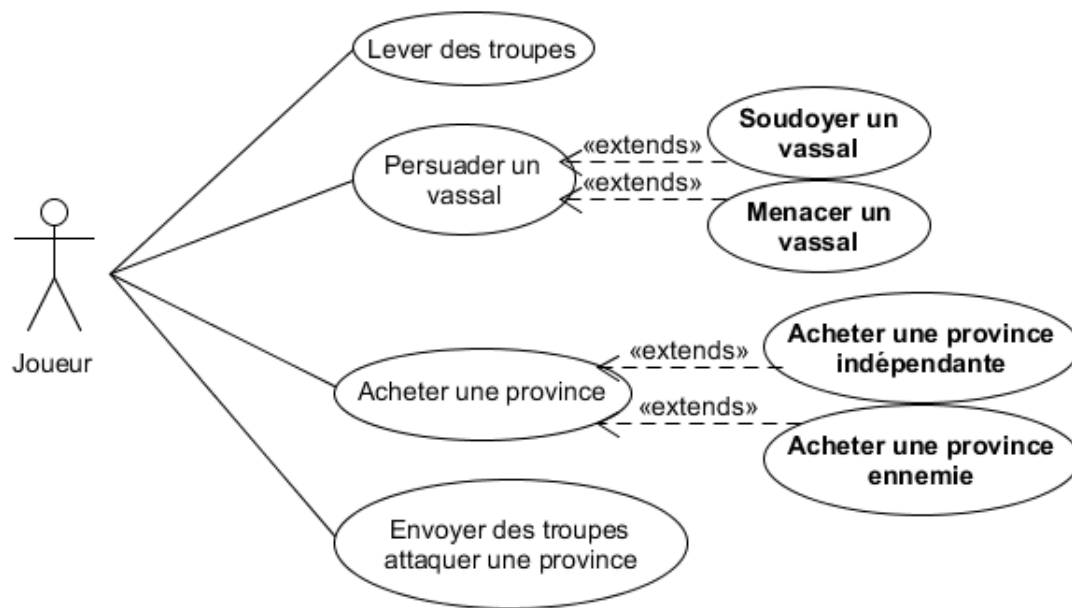 Lever des troupes
Persuader un
vassal
«extends»
«extends»
Soudoyer un
vassal
Menacer un
vassal
Joueur
Acheter une province
«extends»
«extends»
Acheter une province
indépendante
Acheter une province
ennemie
Envoyer des troupes
attaquer une province